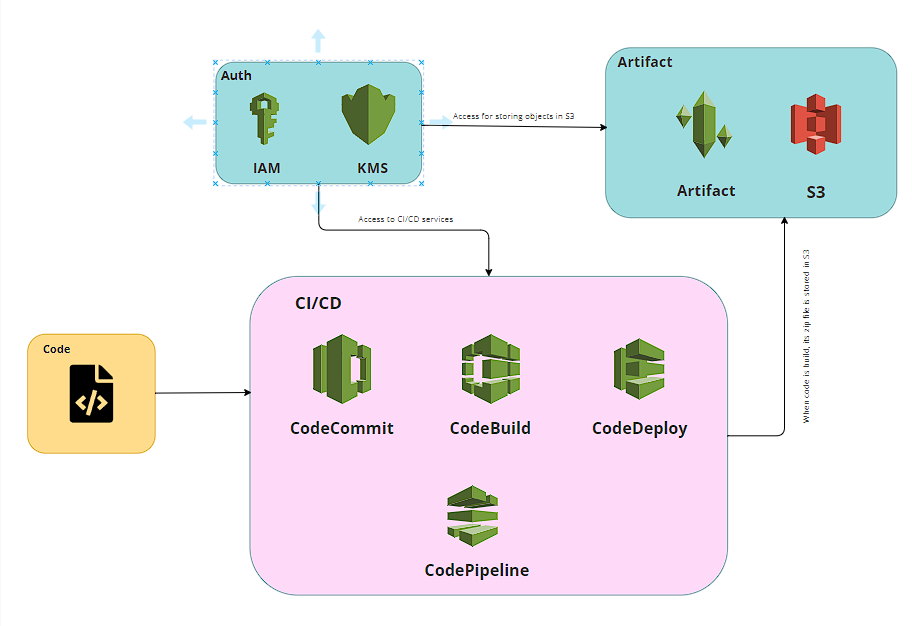 Auth
IAM
KMS
Access for storing objects in S3
Artifact
Artifact
S3
Access to CI/CD services
When code is build, its zip file is stored in S3
CI/CD
Code
CodeCommit
CodeBuild
CodeDeploy
CodePipeline